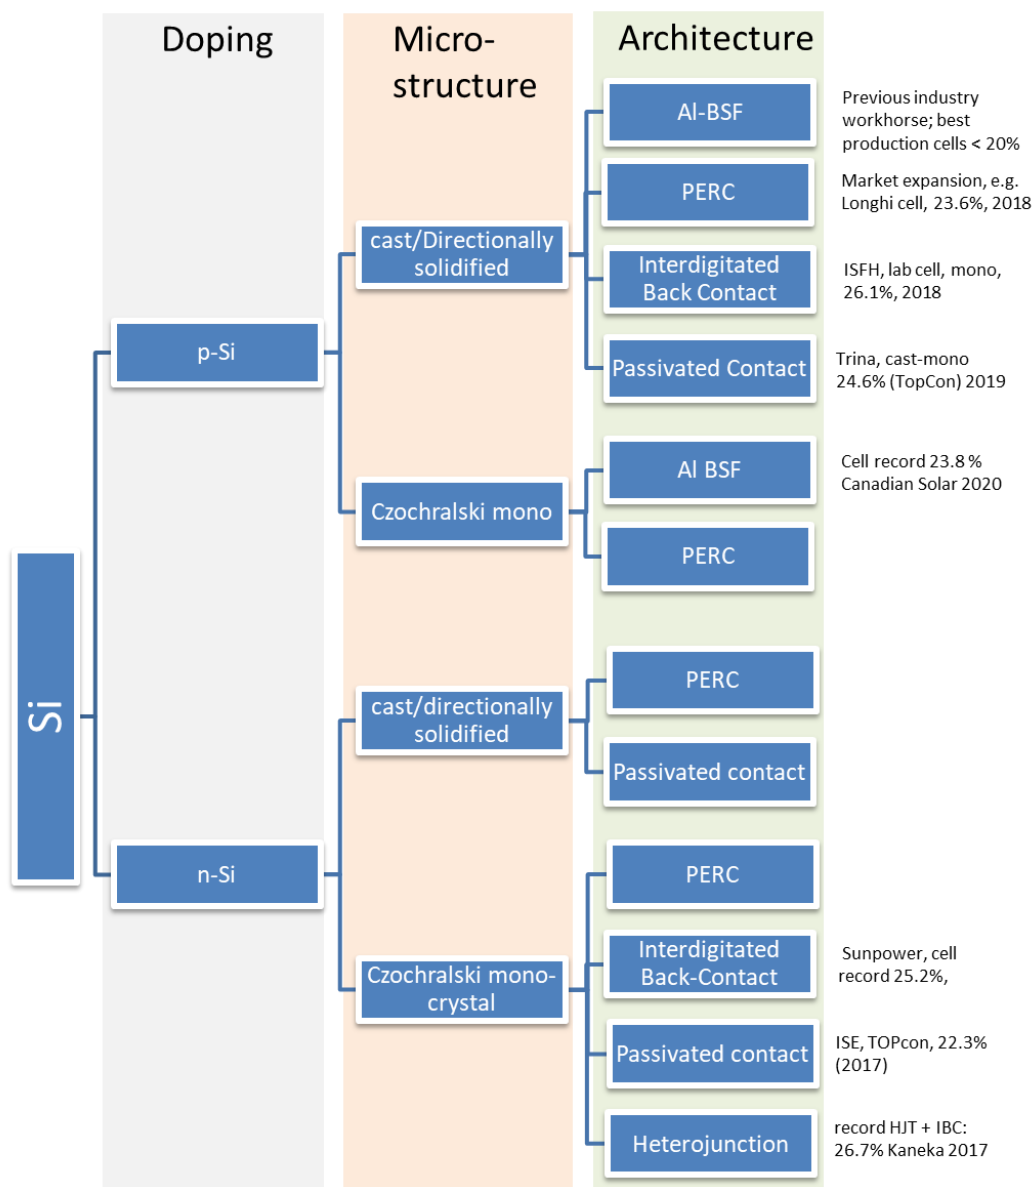 Doping
Micro-
structure
Architecture
Al-BSF
Previous industry
workhorse; best
production cells < 20%
PERC
Market expansion, e.g.
Longhi cell, 23.6%, 2018
cast/Directionally
solidified
Interdigitated
Back Contact
ISFH, lab cell, mono,
26.1%, 2018
p-Si
Passivated Contact
Trina, cast-mono
24.6% (TopCon) 2019
Al BSF
Cell record 23.8 %
Canadian Solar 2020
Czochralski mono
PERC
Si
cast/directionally
solidified
PERC
Passivated contact
n-Si
PERC
Czochralski mono-
crystal
Interdigitated
Back-Contact
Sunpower, cell
record 25.2%,
Passivated contact
ISE, TOPcon, 22.3%
(2017)
Heterojunction
record HJT + IBC:
26.7% Kaneka 2017